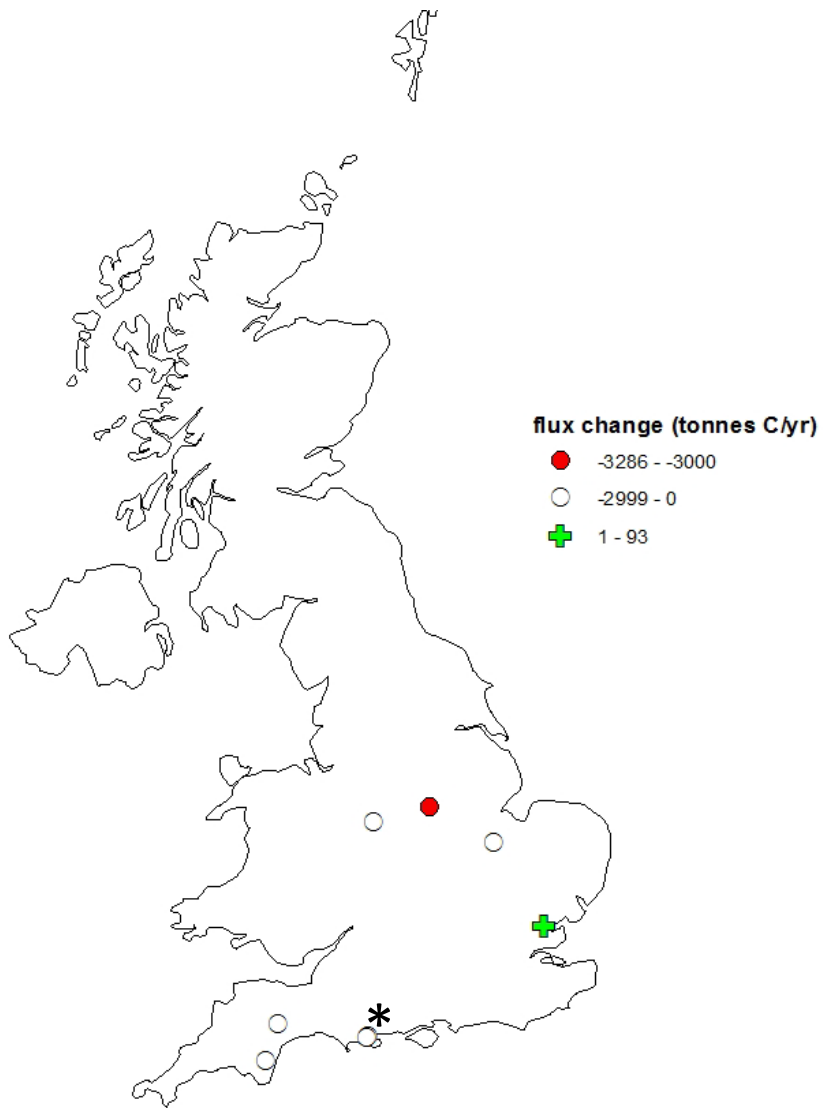 flux change (tonnes C/yr)
-3286 - -3000
-2999 - 0
1 - 93
*